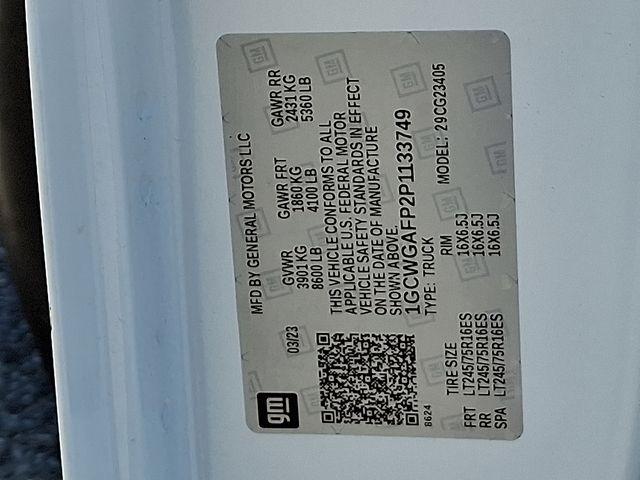 gm
MFD BY GENERAL MOTORS LLC
03/23
GVWR GAWR FRT GAWR RR
3901 KG 1860 KG 2431 KG
8600 LB 4100 LB 5360 LB
THIS VEHICLE CONFORMS TO ALL
APPLICABLE U.S. FEDERAL MOTOR
VEHICLE SAFETY STANDARDS IN EFFECT
ON THE DATE OF MANUFACTURE
SHOWN ABOVE.
1GCWGAFP2P1133749
8624 TYPE: TRUCK MODEL: 29CG23405
TIRE SIZE RIM
FRT LT245/75R16ES 16X6.5J
RR LT245/75R16ES 16X6.5J
SPA LT245/75R16ES 16X6.5J